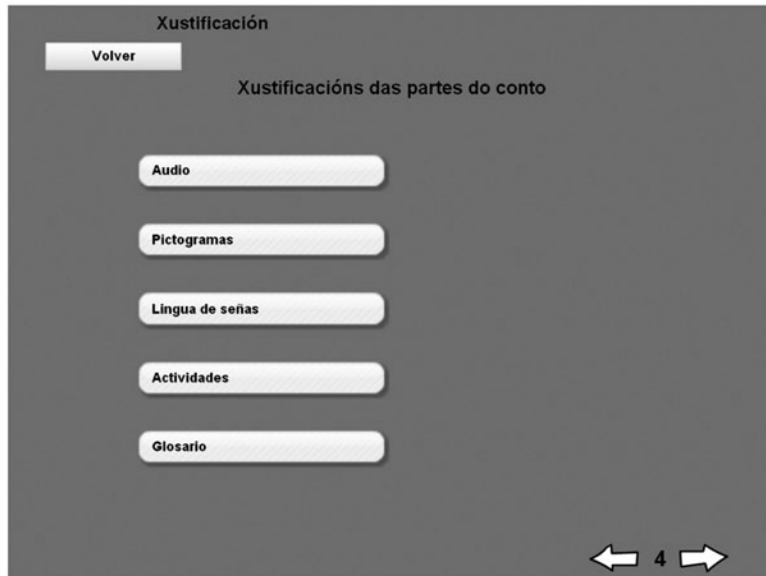 Xustificación
Volver
Xustificacións das partes do conto
Audio
Pictogramas
Lingua de señas
Actividades
Glosario
4